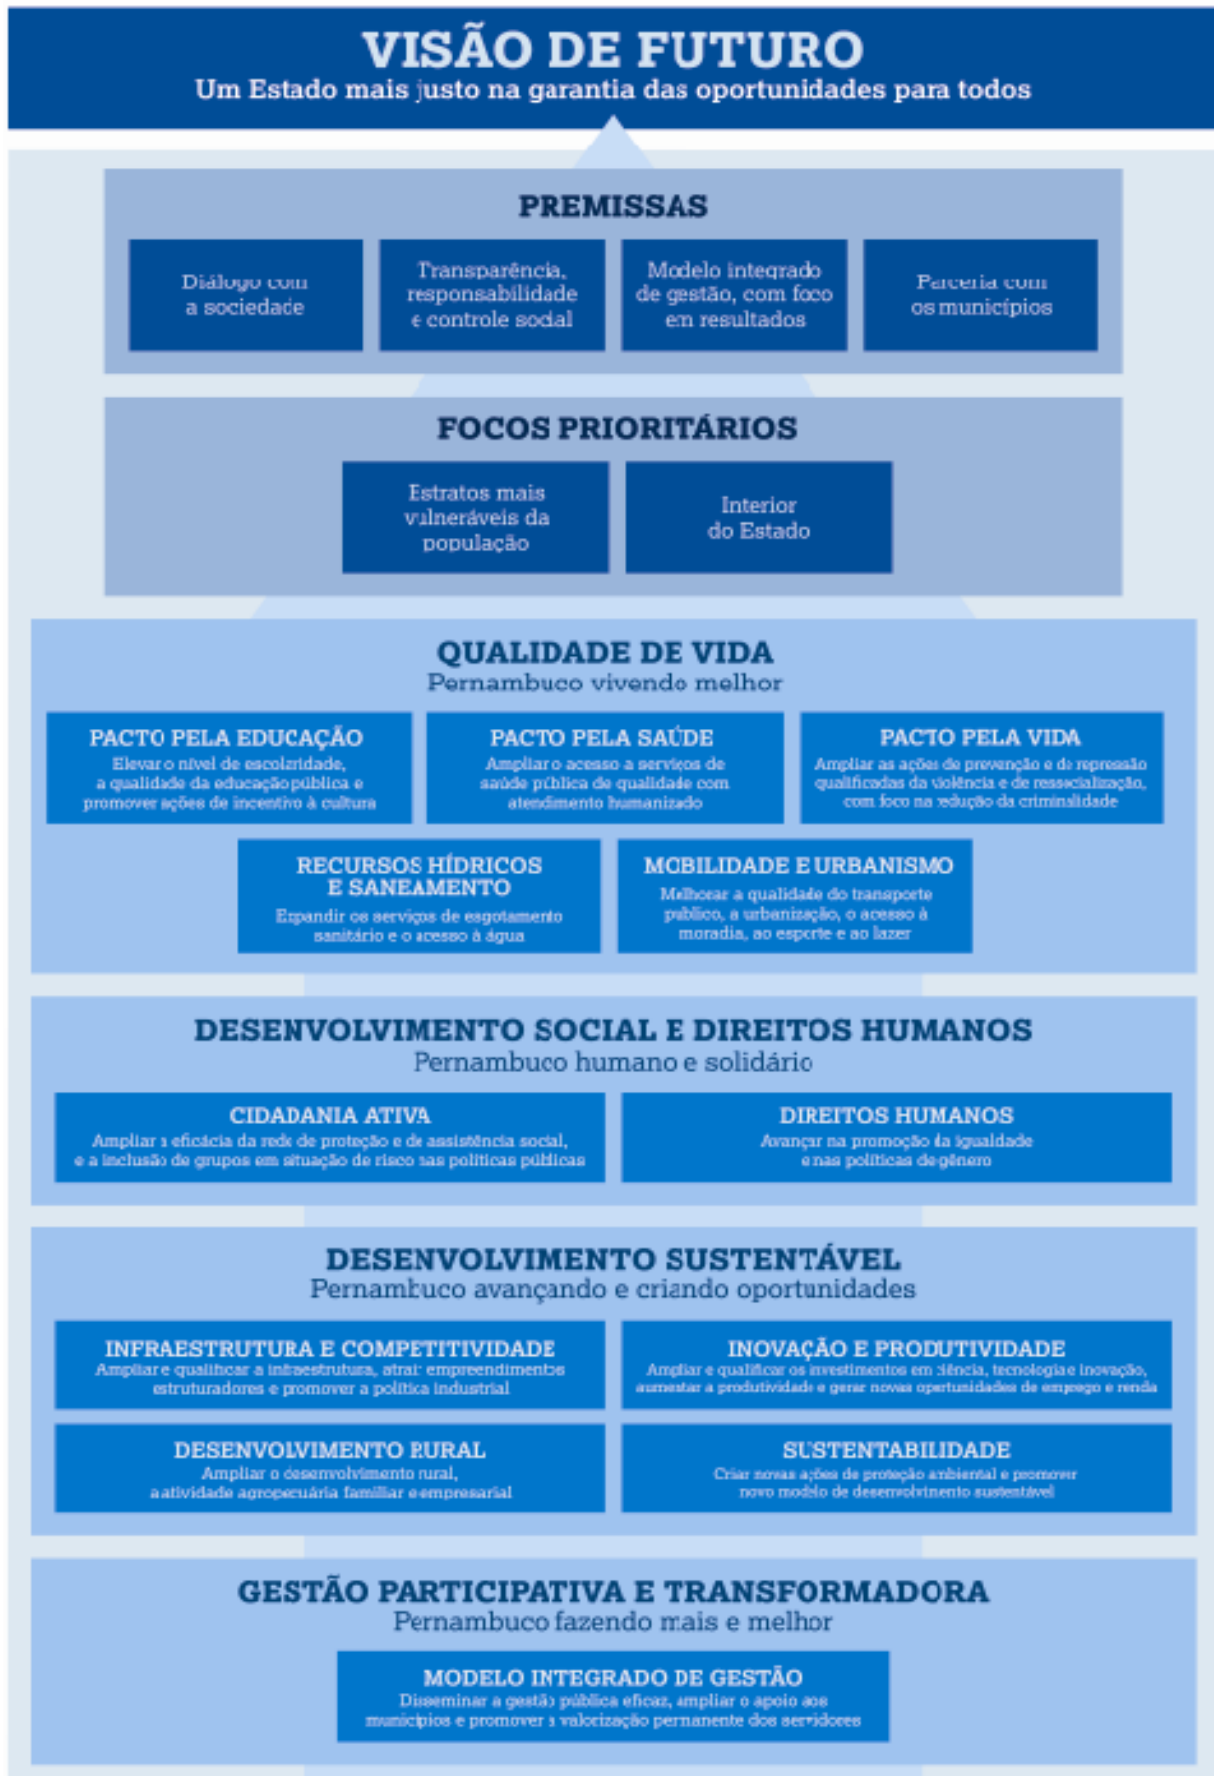 VISÃO DE FUTURO
Um Estado mais justo na garantia das oportunidades para todos
PREMISSAS
Diálogo com
a sociedade
Transparência,
responsabilidade
e controle social
Modelo integrado
de gestão, com foco
em resultados
Parceria com
os municípios
FOCOS PRIORITÁRIOS
Estratos mais
vulneráveis da
população
Interior
do Estado
QUALIDADE DE VIDA
Pernambuco vivendo melhor
PACTO PELA EDUCAÇÃO
Elevar o nível de escolaridade,
a qualidade da educação pública e
promover ações de incentivo à cultura
PACTO PELA SAÚDE
Ampliar o acesso a serviços de
saúde pública de qualidade com
atendimento humanizado
PACTO PELA VIDA
Ampliar as ações de prevenção e de repressão
qualificadas da violência e de ressocialização,
com foco na redução da criminalidade
RECURSOS HÍDRICOS
E SANEAMENTO
Expandir os serviços de esgotamento
sanitário e o acesso à água
MOBILIDADE E URBANISMO
Melhorar a qualidade do transporte
público, a urbanização, o acesso à
moradia, ao esporte e ao lazer
DESENVOLVIMENTO SOCIAL E DIREITOS HUMANOS
Pernambuco humano e solidário
CIDADANIA ATIVA
Ampliar a eficácia da rede de proteção e de assistência social,
e a inclusão de grupos em situação de risco nas políticas públicas
DIREITOS HUMANOS
Avançar na promoção da igualdade
e nas políticas de gênero
DESENVOLVIMENTO SUSTENTÁVEL
Pernambuco avançando e criando oportunidades
INFRAESTRUTURA E COMPETITIVIDADE
Ampliar e qualificar a infraestrutura, atrair empreendimentos
estruturadores e promover a política industrial
INOVAÇÃO E PRODUTIVIDADE
Ampliar e qualificar os investimentos em ciência, tecnologia e inovação,
aumentar a produtividade e gerar novas oportunidades de emprego e renda
DESENVOLVIMENTO RURAL
Ampliar o desenvolvimento rural,
a atividade agropecuária familiar e empresarial
SUSTENTABILIDADE
Criar novas ações de proteção ambiental e promover
novo modelo de desenvolvimento sustentável
GESTÃO PARTICIPATIVA E TRANSFORMADORA
Pernambuco fazendo mais e melhor
MODELO INTEGRADO DE GESTÃO
Disseminar a gestão pública eficaz, ampliar o apoio aos
municípios e promover a valorização permanente dos servidores